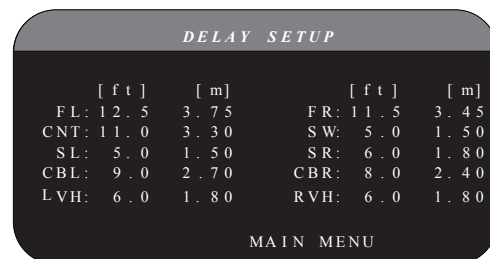 DELAY SETUP
[ft] [m] [ft] [m]
FL: 12.5 3.75 FR: 11.5 3.45
CNT: 11.0 3.30 SW: 5.0 1.50
SL: 5.0 1.50 SR: 6.0 1.80
CBL: 9.0 2.70 CBR: 8.0 2.40
LVH: 6.0 1.80 RVH: 6.0 1.80
MAIN MENU